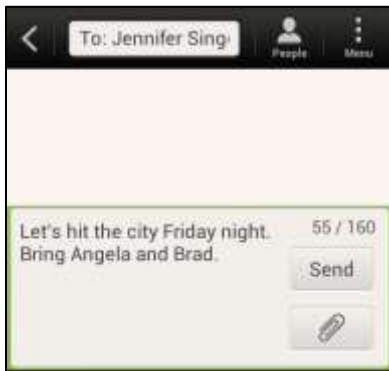 To: Jennifer Sing
People
Menu
Let's hit the city Friday night.
55 / 160
Bring Angela and Brad.
Send